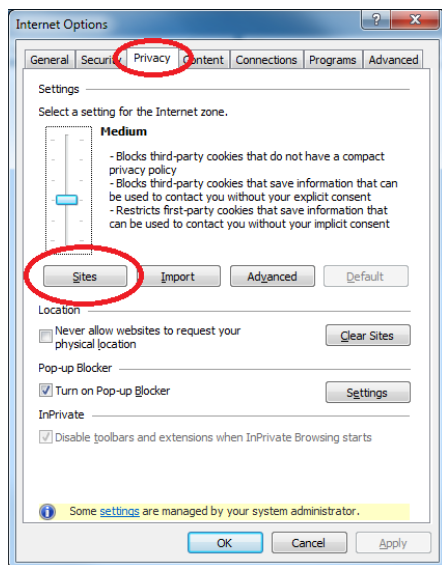 Internet Options
General Security Privacy Content Connections Programs Advanced
Settings
Select a setting for the Internet zone.
Medium
- Blocks third-party cookies that do not have a compact
privacy policy
- Blocks third-party cookies that save information that can
be used to contact you without your explicit consent
- Restricts first-party cookies that save information that
can be used to contact you without your implicit consent
Sites Import Advanced Default
Location
Never allow websites to request your
physical location
Clear Sites
Pop-up Blocker
Turn on Pop-up Blocker
Settings
InPrivate
Disable toolbars and extensions when InPrivate Browsing starts
Some settings are managed by your system administrator.
OK Cancel Apply